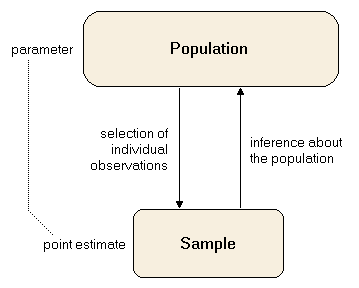 Population
parameter
selection of
individual
observations
inference about
the population
point estimate
Sample